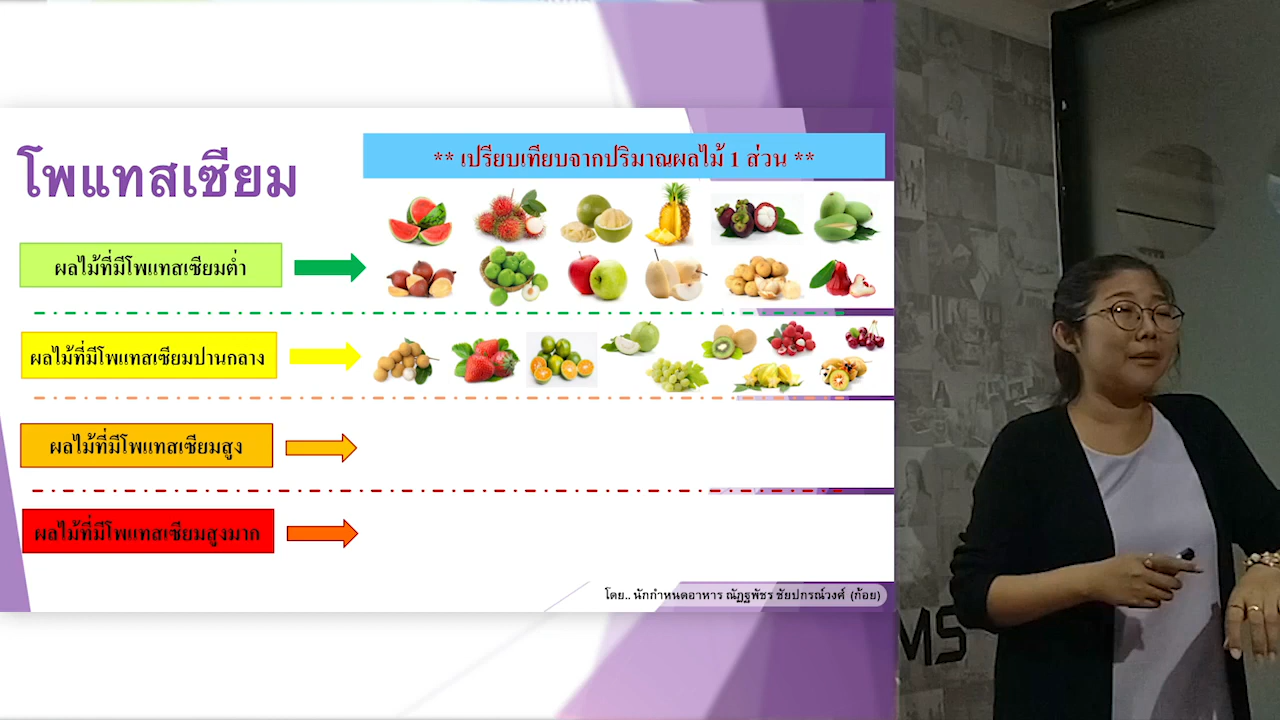 โพแทสเซียม
** เปรียบเทียบจากปริมาณผลไม้ 1 ส่วน **
ผลไม้ที่มีโพแทสเซียมต่ำ
ผลไม้ที่มีโพแทสเซียมปานกลาง
ผลไม้ที่มีโพแทสเซียมสูง
ผลไม้ที่มีโพแทสเซียมสูงมาก
โดย.. นักกำหนดอาหาร ณัฏฐพัชร ชัยปกรณ์วงศ์ (ก้อย)
MS